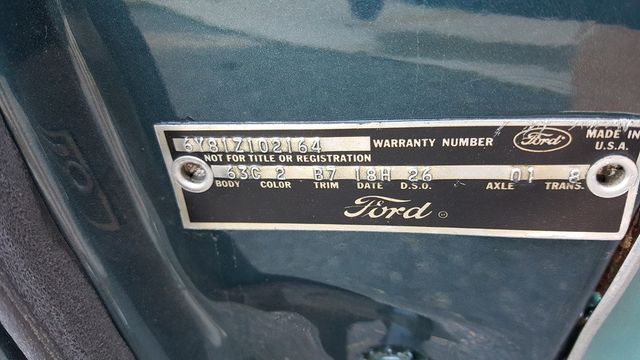 6Y81Z102164 WARRANTY NUMBER Ford MADE IN U.S.A.
NOT FOR TITLE OR REGISTRATION
63C 2 B7 18H 26 01 8
BODY COLOR TRIM DATE D.S.O. AXLE TRANS.
Ford ®